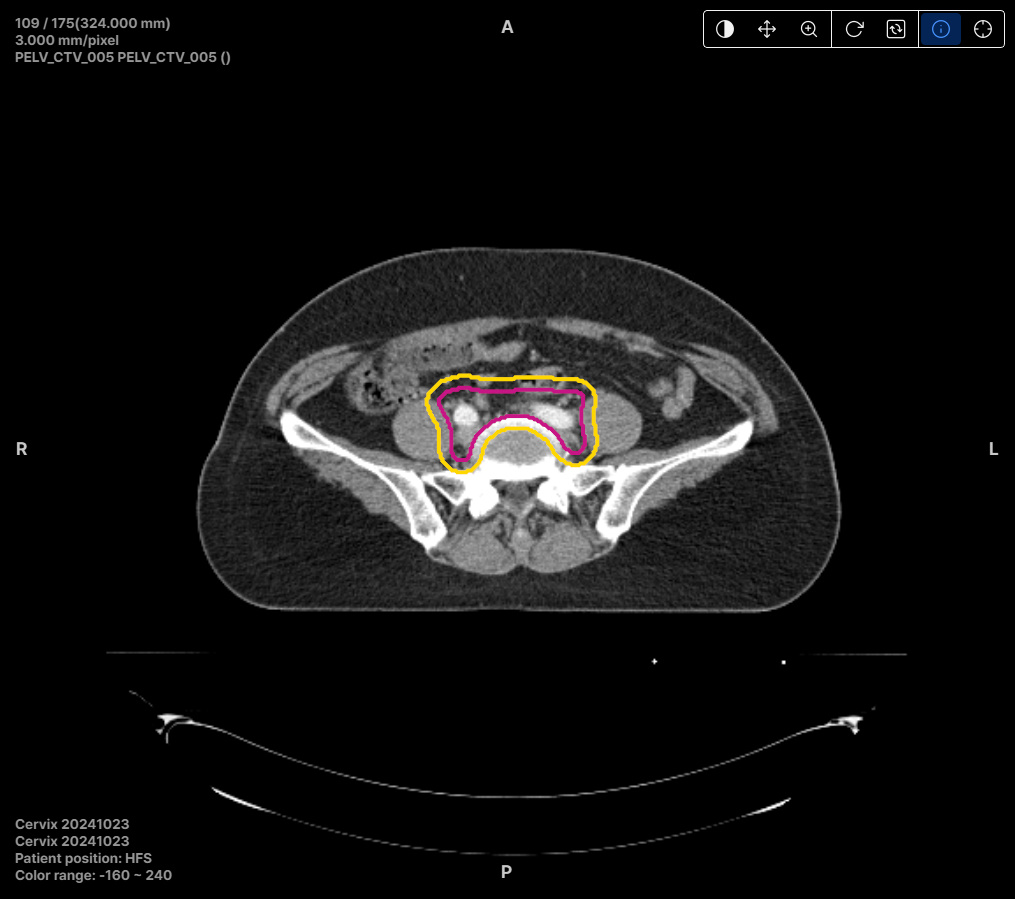 109 / 175(324.000 mm)
3.000 mm/pixel
PELV_CTV_005 PELV_CTV_005 ()
A
R
L
Cervix 20241023
Cervix 20241023
Patient position: HFS
Color range: -160 ~ 240
P